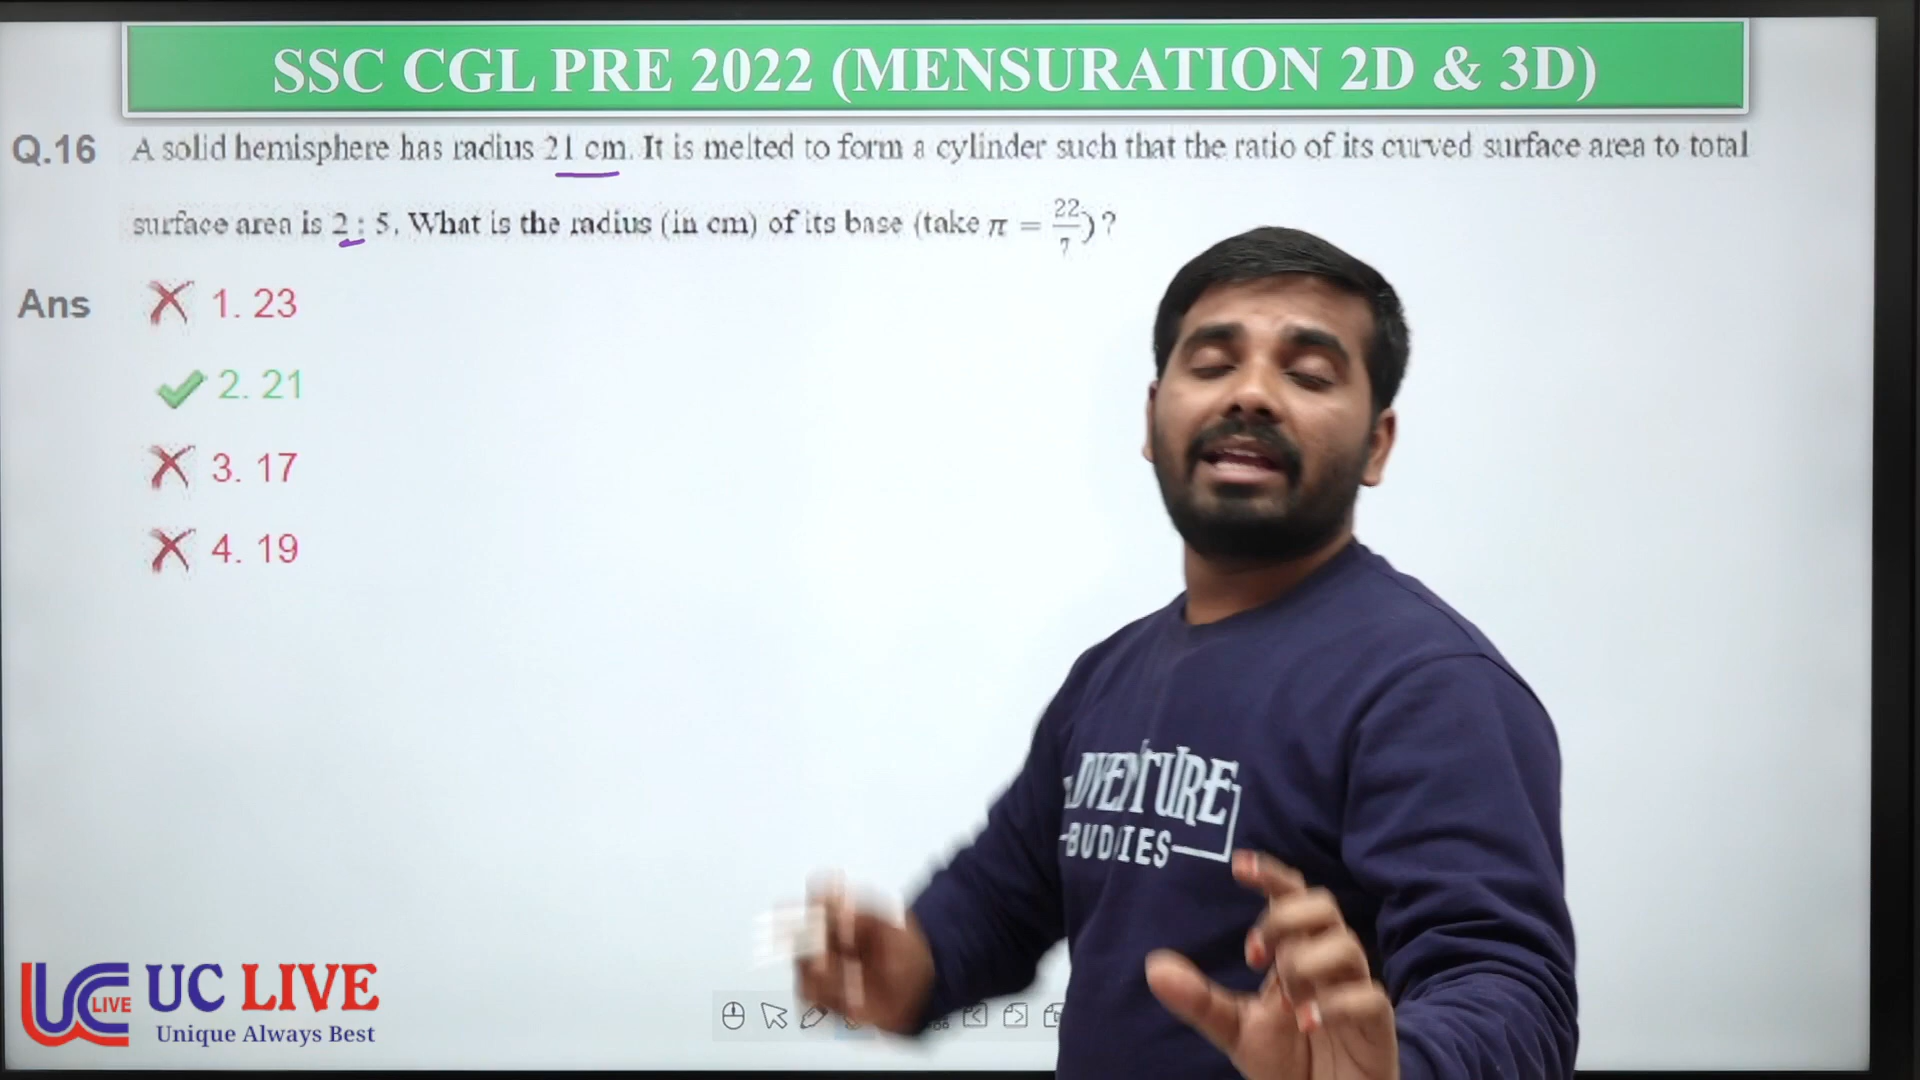 SSC CGL PRE 2022 (MENSURATION 2D & 3D)
Q.16 A solid hemisphere has radius 21 cm. It is melted to form a cylinder such that the ratio of its curved surface area to total
surface area is 2 : 5. What is the radius (in cm) of its base (take π = 22/7)?
Ans 1. 23
2. 21
3. 17
4. 19
ADVENTURE
BUDDIES
LIVE UC LIVE
Unique Always Best